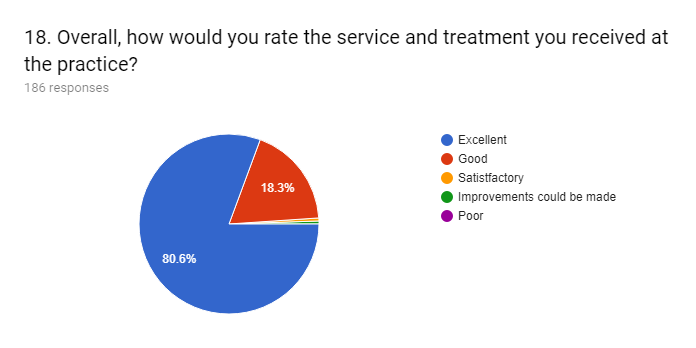 18. Overall, how would you rate the service and treatment you received at
the practice?
186 responses
18.3%
80.6%
Excellent
Good
Satistfactory
Improvements could be made
Poor